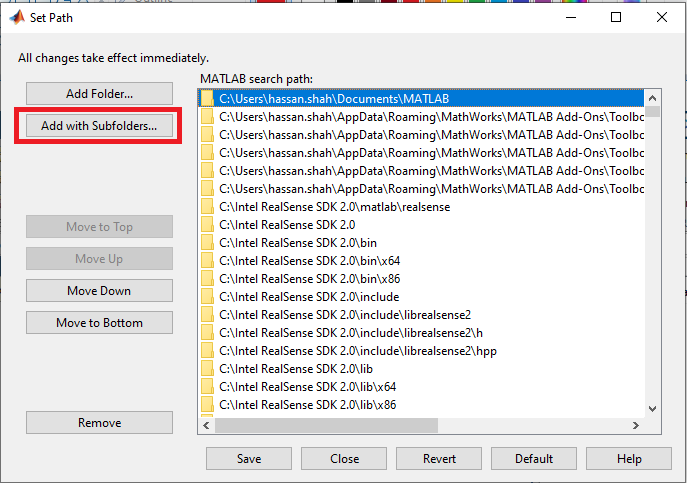 Set Path
All changes take effect immediately.
MATLAB search path:
Add Folder...
Add with Subfolders...
Move to Top
Move Up
Move Down
Move to Bottom
Remove
C:\Users\hassan.shah\Documents\MATLAB
C:\Users\hassan.shah\AppData\Roaming\MathWorks\MATLAB Add-Ons\Toolbo
C:\Users\hassan.shah\AppData\Roaming\MathWorks\MATLAB Add-Ons\Toolbo
C:\Users\hassan.shah\AppData\Roaming\MathWorks\MATLAB Add-Ons\Toolbo
C:\Users\hassan.shah\AppData\Roaming\MathWorks\MATLAB Add-Ons\Toolbo
C:\Users\hassan.shah\AppData\Roaming\MathWorks\MATLAB Add-Ons\Toolbo
C:\Intel RealSense SDK 2.0\matlab\realsense
C:\Intel RealSense SDK 2.0
C:\Intel RealSense SDK 2.0\bin
C:\Intel RealSense SDK 2.0\bin\x64
C:\Intel RealSense SDK 2.0\bin\x86
C:\Intel RealSense SDK 2.0\include
C:\Intel RealSense SDK 2.0\include\librealsense2
C:\Intel RealSense SDK 2.0\include\librealsense2\h
C:\Intel RealSense SDK 2.0\include\librealsense2\hpp
C:\Intel RealSense SDK 2.0\lib
C:\Intel RealSense SDK 2.0\lib\x64
C:\Intel RealSense SDK 2.0\lib\x86
Save
Close
Revert
Default
Help